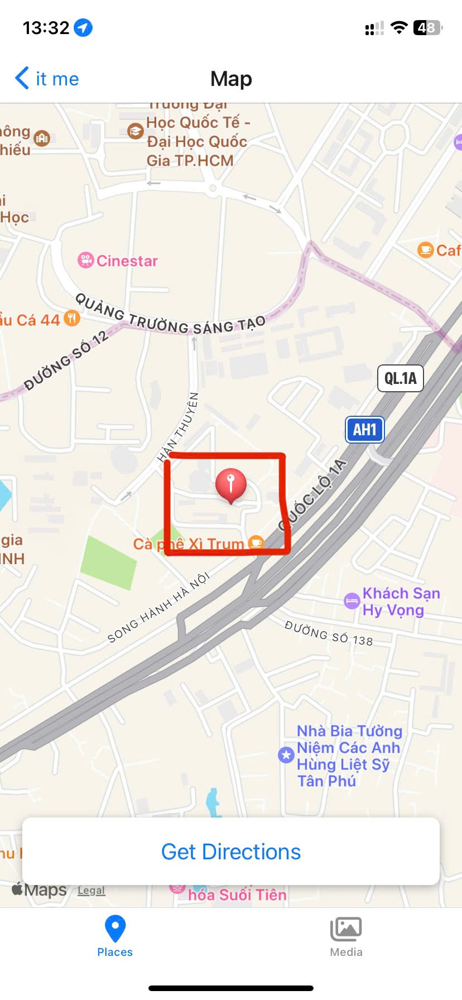 13:32
48
it me
Map
Trường Đại
Học Quốc Tế -
Đại Học Quốc
Gia TP.HCM
ông
hiếu
Học
Cinestar
Caf
QUẢNG TRƯỜNG SÁNG TẠO
ẩu Cá 44
ĐƯỜNG SỐ 12
QL.1A
AH1
HÀN THUYÊN
QUỐC LỘ 1A
gia
INH
Cà phê Xì Trum
SONG HÀNH HÀ NỘI
Khách Sạn
Hy Vọng
ĐƯỜNG SỐ 138
Nhà Bia Tưởng
Niệm Các Anh
Hùng Liệt Sỹ
Tân Phú
Get Directions
Maps
Legal
hóa Suối Tiên
Places
Media